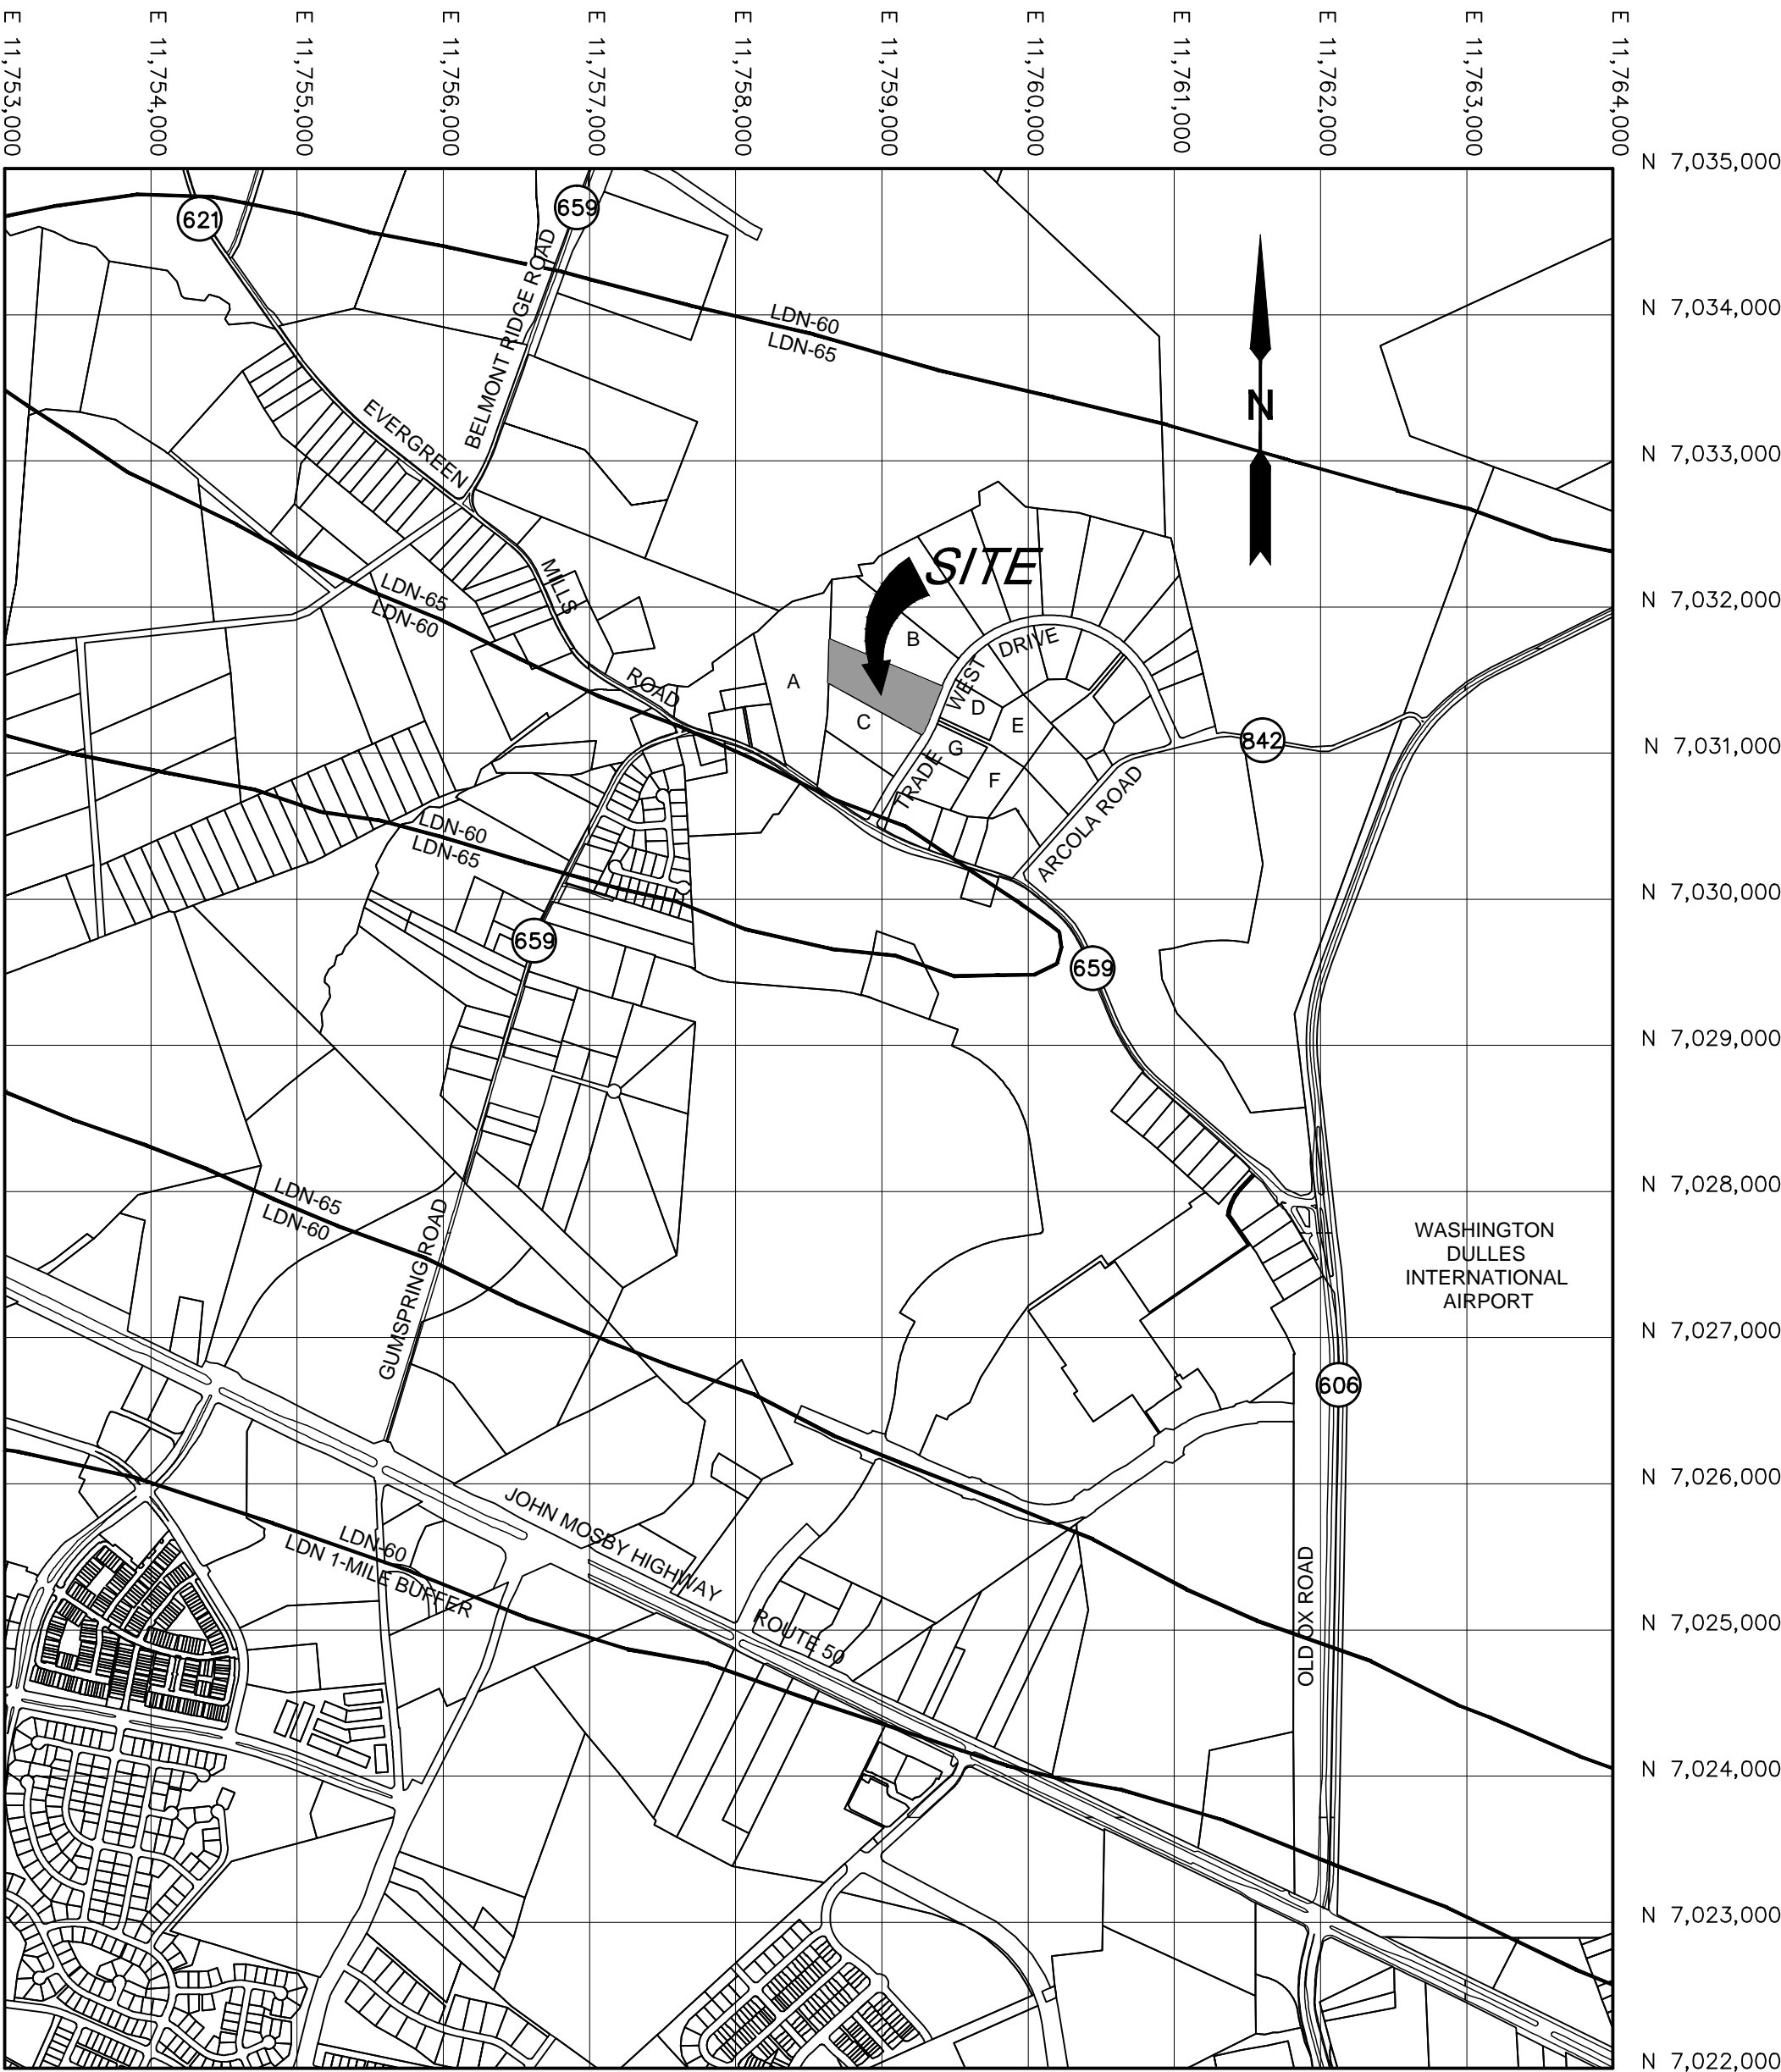 E 11,753,000
E 11,754,000
E 11,755,000
E 11,756,000
E 11,757,000
E 11,758,000
E 11,759,000
E 11,760,000
E 11,761,000
E 11,762,000
E 11,763,000
E 11,764,000
N 7,035,000
N 7,034,000
N 7,033,000
N 7,032,000
N 7,031,000
N 7,030,000
N 7,029,000
N 7,028,000
N 7,027,000
N 7,026,000
N 7,025,000
N 7,024,000
N 7,023,000
N 7,022,000
621
659
BELMONT RIDGE ROAD
LDN-60
LDN-65
N
EVERGREEN
MILLS
ROAD
SITE
LDN-65
LDN-60
A
B
C
D
E
F
G
TRADE
WEST
DRIVE
842
ARCOLA ROAD
LDN-60
LDN-65
659
659
LDN-65
LDN-60
GUMSPRING ROAD
WASHINGTON
DULLES
INTERNATIONAL
AIRPORT
606
JOHN MOSBY HIGHWAY
ROUTE 50
LDN-60
LDN 1-MILE BUFFER
OLD OX ROAD